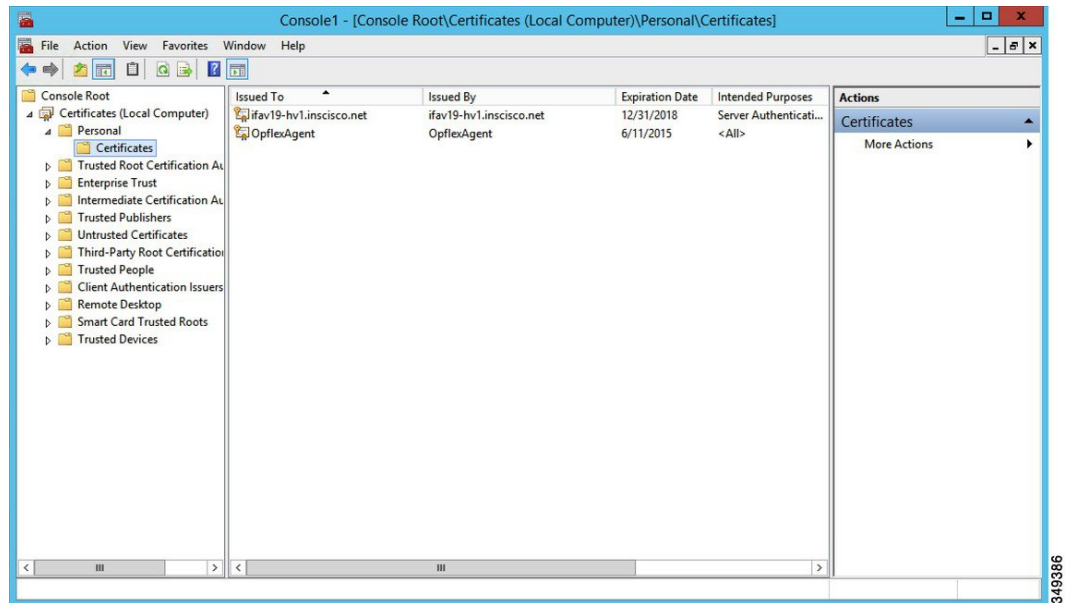 Console1 - [Console Root\Certificates (Local Computer)\Personal\Certificates]
File Action View Favorites Window Help
Console Root
Certificates (Local Computer)
Personal
Certificates
Trusted Root Certification Au
Enterprise Trust
Intermediate Certification Au
Trusted Publishers
Untrusted Certificates
Third-Party Root Certification
Trusted People
Client Authentication Issuers
Remote Desktop
Smart Card Trusted Roots
Trusted Devices
Issued To Issued By Expiration Date Intended Purposes
ifav19-hv1.inscisco.net ifav19-hv1.inscisco.net 12/31/2018 Server Authenticati...
OpflexAgent OpflexAgent 6/11/2015 <All>
Actions
Certificates
More Actions
349386